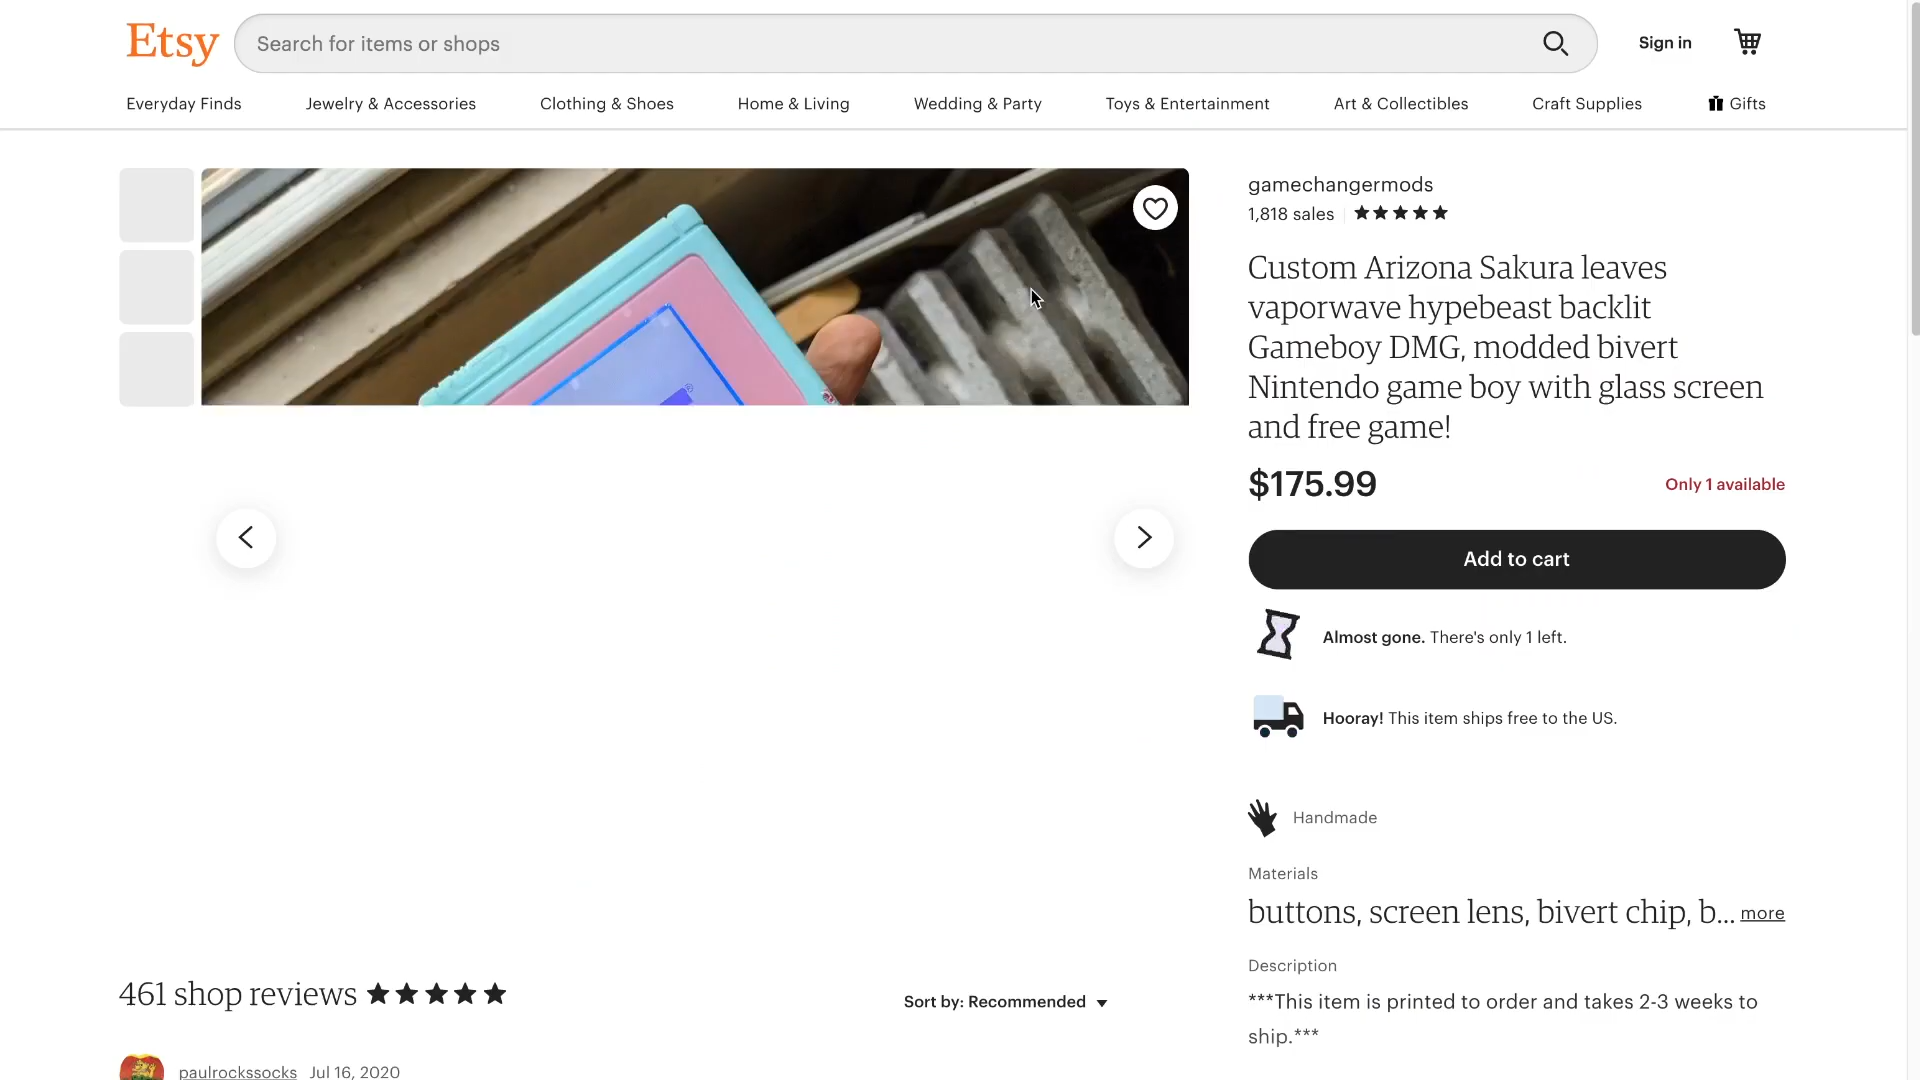 Etsy
Search for items or shops
Sign in
Everyday Finds
Jewelry & Accessories
Clothing & Shoes
Home & Living
Wedding & Party
Toys & Entertainment
Art & Collectibles
Craft Supplies
Gifts
gamechangermods
1,818 sales
Custom Arizona Sakura leaves
vaporwave hypebeast backlit
Gameboy DMG, modded bivert
Nintendo game boy with glass screen
and free game!
$175.99
Only 1 available
Add to cart
Almost gone. There's only 1 left.
Hooray! This item ships free to the US.
Handmade
Materials
buttons, screen lens, bivert chip, b... more
Description
***This item is printed to order and takes 2-3 weeks to
ship.***
461 shop reviews
Sort by: Recommended
paulrockssocks Jul 16, 2020